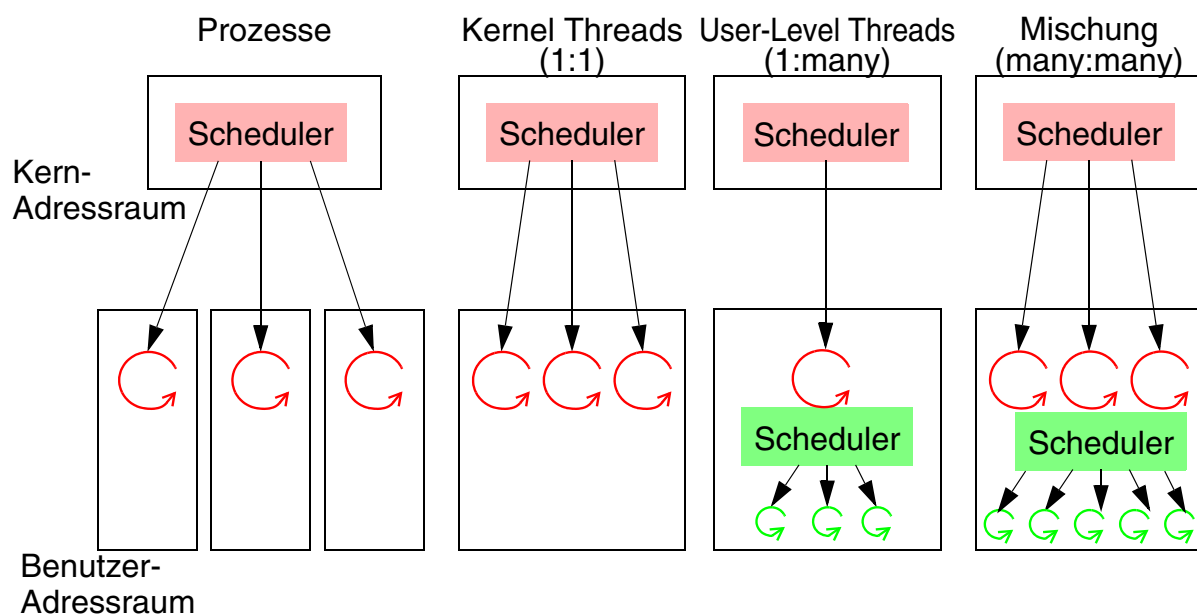 Prozesse
Kernel Threads
(1:1)
User-Level Threads
(1:many)
Mischung
(many:many)
Scheduler
Scheduler
Scheduler
Scheduler
Kern-
Adressraum
Scheduler
Scheduler
Benutzer-
Adressraum